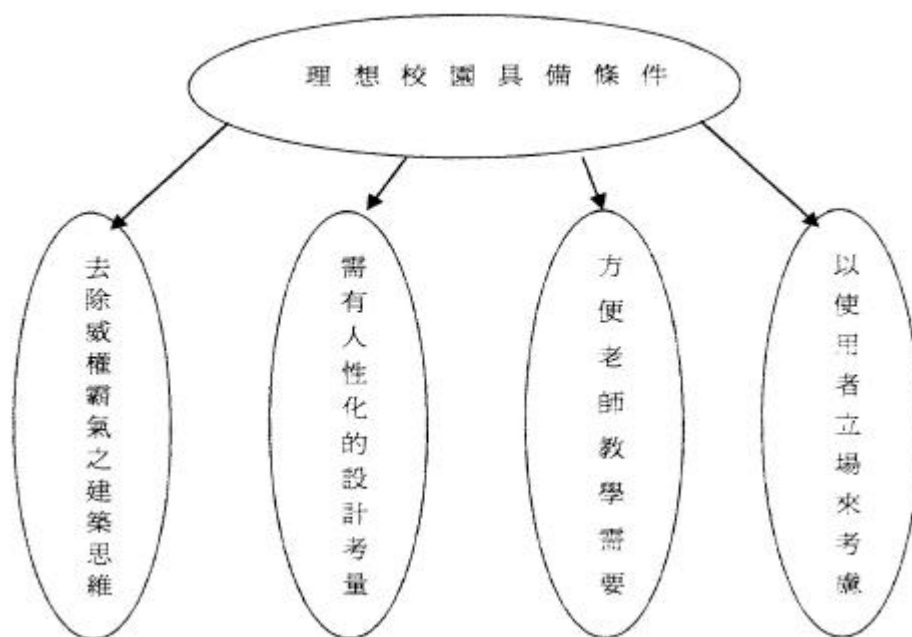 理想校園具備條件
去除威權霸氣之建築思維
需有人性化的設計考量
方便老師教學需要
以使用者立場來考慮